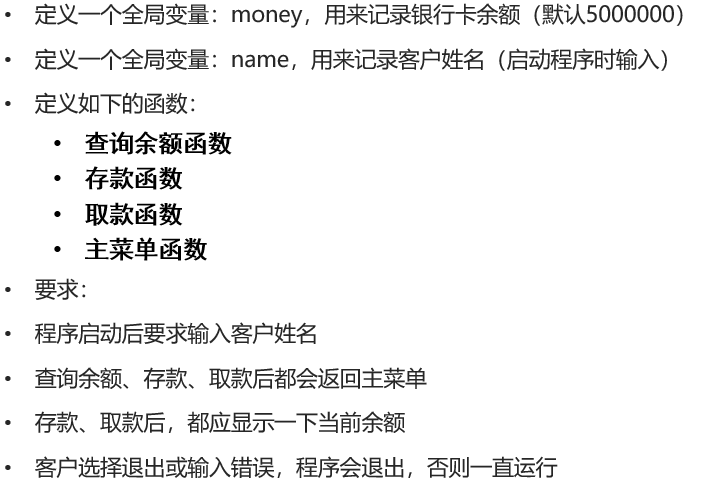 • 定义一个全局变量：money，用来记录银行卡余额（默认5000000）
• 定义一个全局变量：name，用来记录客户姓名（启动程序时输入）
• 定义如下的函数：
• 查询余额函数
• 存款函数
• 取款函数
• 主菜单函数
• 要求：
• 程序启动后要求输入客户姓名
• 查询余额、存款、取款后都会返回主菜单
• 存款、取款后，都应显示一下当前余额
• 客户选择退出或输入错误，程序会退出，否则一直运行